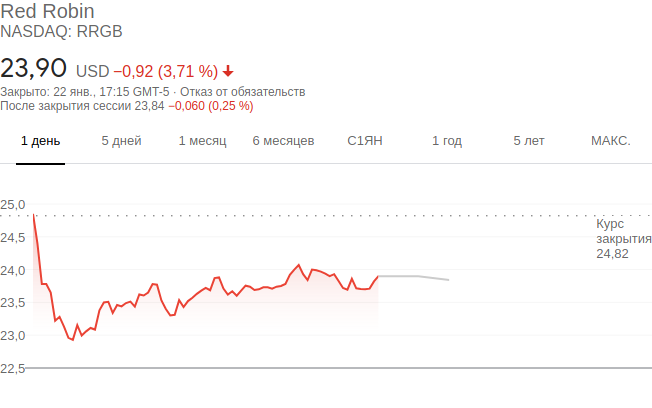 Red Robin
NASDAQ: RRGB
23,90 USD −0,92 (3,71 %)
Закрыто: 22 янв., 17:15 GMT-5 · Отказ от обязательств
После закрытия сессии 23,84 −0,060 (0,25 %)
1 день 5 дней 1 месяц 6 месяцев С1ЯН 1 год 5 лет МАКС.
25,0
Курс
закрытия
24,82
24,5
24,0
23,5
23,0
22,5